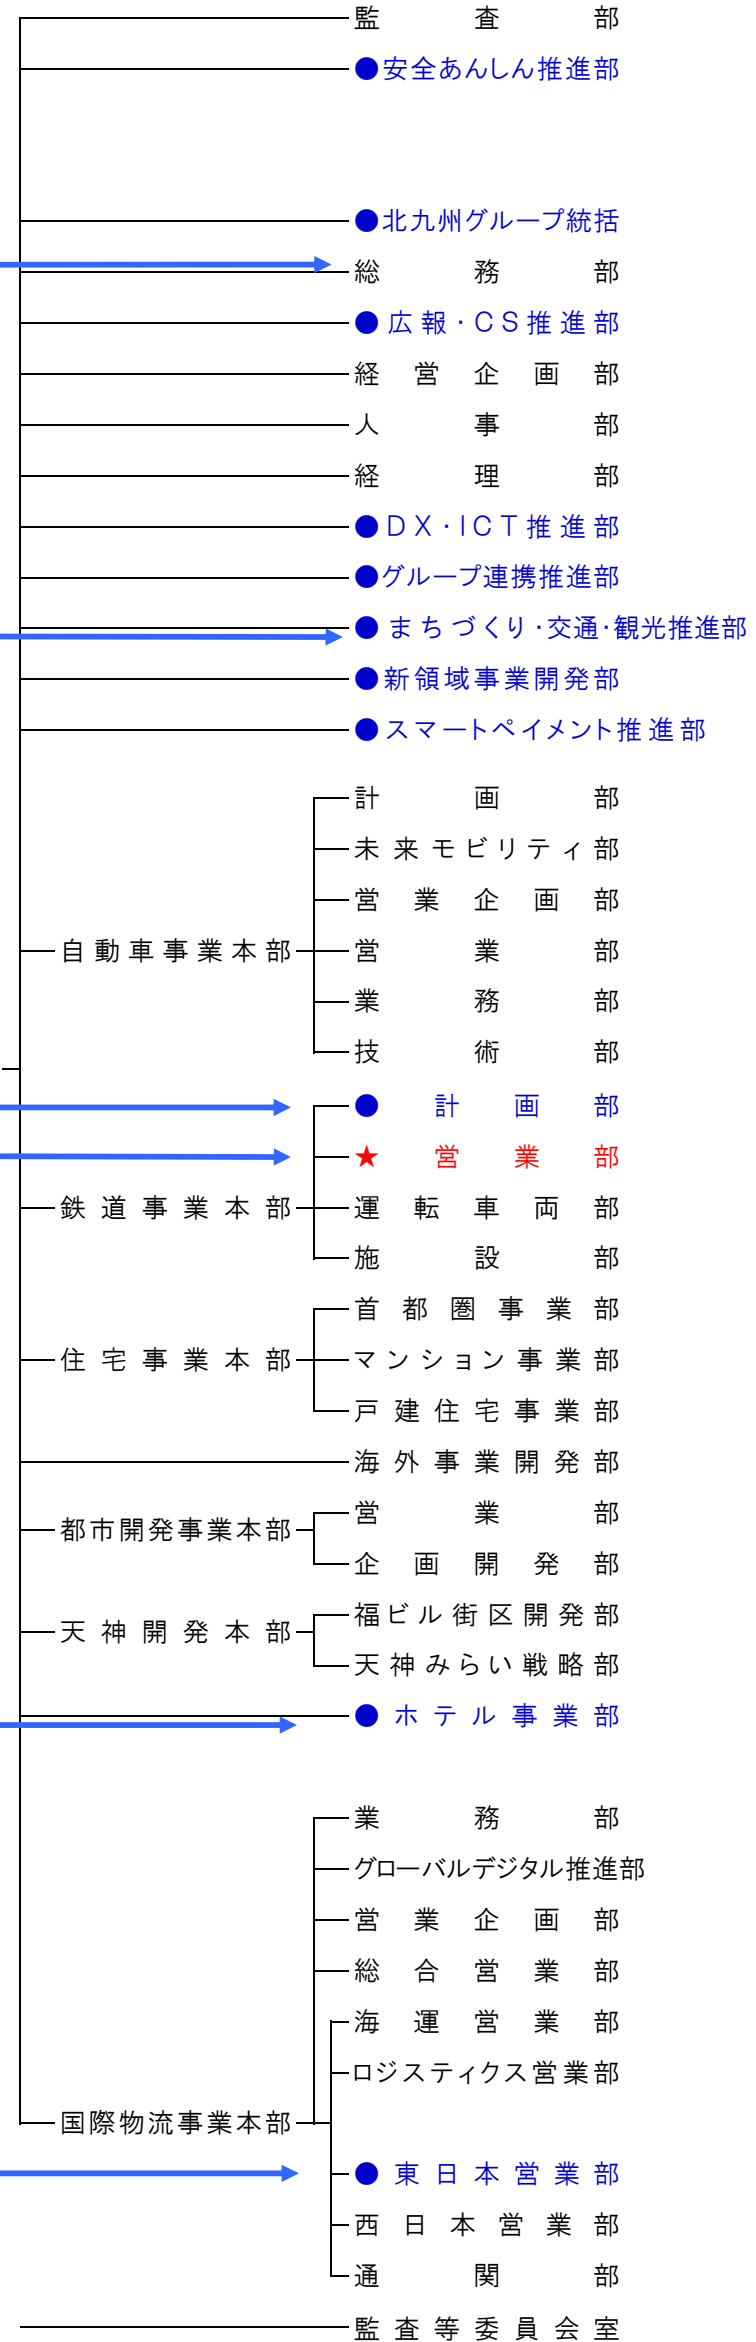 監査部
●安全あんしん推進部
●北九州グループ統括
総務部
●広報・CS推進部
経営企画部
人事部
経理部
●DX・ICT推進部
●グループ連携推進部
●まちづくり・交通・観光推進部
●新領域事業開発部
●スマートペイメント推進部
計画部
未来モビリティ部
営業企画部
自動車事業本部 営業部
業務部
技術部
●計画部
★営業部
鉄道事業本部 運転車両部
施設部
首都圏事業部
住宅事業本部 マンション事業部
戸建住宅事業部
海外事業開発部
営業部
都市開発事業本部
企画開発部
福ビル街区開発部
天神開発本部
天神みらい戦略部
●ホテル事業部
業務部
グローバルデジタル推進部
営業企画部
総合営業部
海運営業部
ロジスティクス営業部
国際物流事業本部
●東日本営業部
西日本営業部
通関部
監査等委員会室